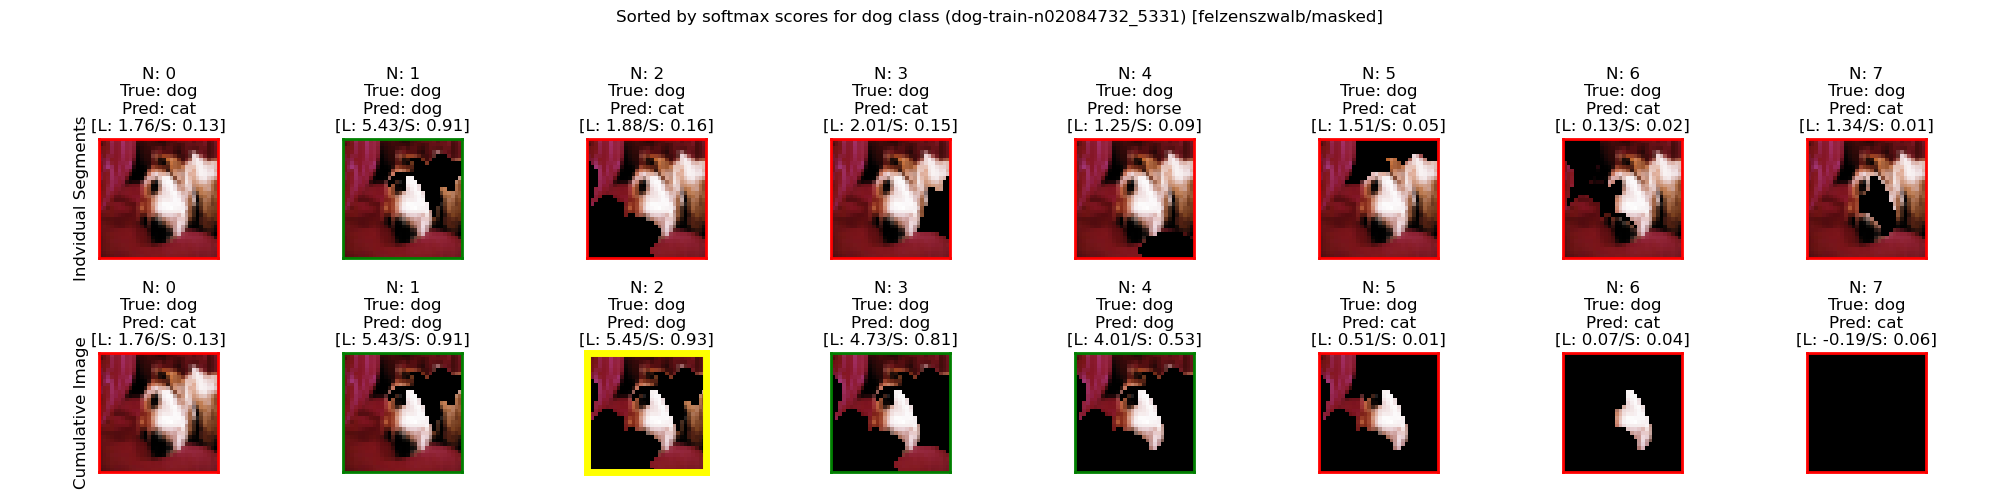 Sorted by softmax scores for dog class (dog-train-n02084732_5331) [felzenszwalb/masked]
Indvidual Segments
N: 0
True: dog
Pred: cat
[L: 1.76/S: 0.13]
N: 1
True: dog
Pred: dog
[L: 5.43/S: 0.91]
N: 2
True: dog
Pred: cat
[L: 1.88/S: 0.16]
N: 3
True: dog
Pred: cat
[L: 2.01/S: 0.15]
N: 4
True: dog
Pred: horse
[L: 1.25/S: 0.09]
N: 5
True: dog
Pred: cat
[L: 1.51/S: 0.05]
N: 6
True: dog
Pred: cat
[L: 0.13/S: 0.02]
N: 7
True: dog
Pred: cat
[L: 1.34/S: 0.01]
Cumulative Image
N: 0
True: dog
Pred: cat
[L: 1.76/S: 0.13]
N: 1
True: dog
Pred: dog
[L: 5.43/S: 0.91]
N: 2
True: dog
Pred: dog
[L: 5.45/S: 0.93]
N: 3
True: dog
Pred: dog
[L: 4.73/S: 0.81]
N: 4
True: dog
Pred: dog
[L: 4.01/S: 0.53]
N: 5
True: dog
Pred: cat
[L: 0.51/S: 0.01]
N: 6
True: dog
Pred: cat
[L: 0.07/S: 0.04]
N: 7
True: dog
Pred: cat
[L: -0.19/S: 0.06]